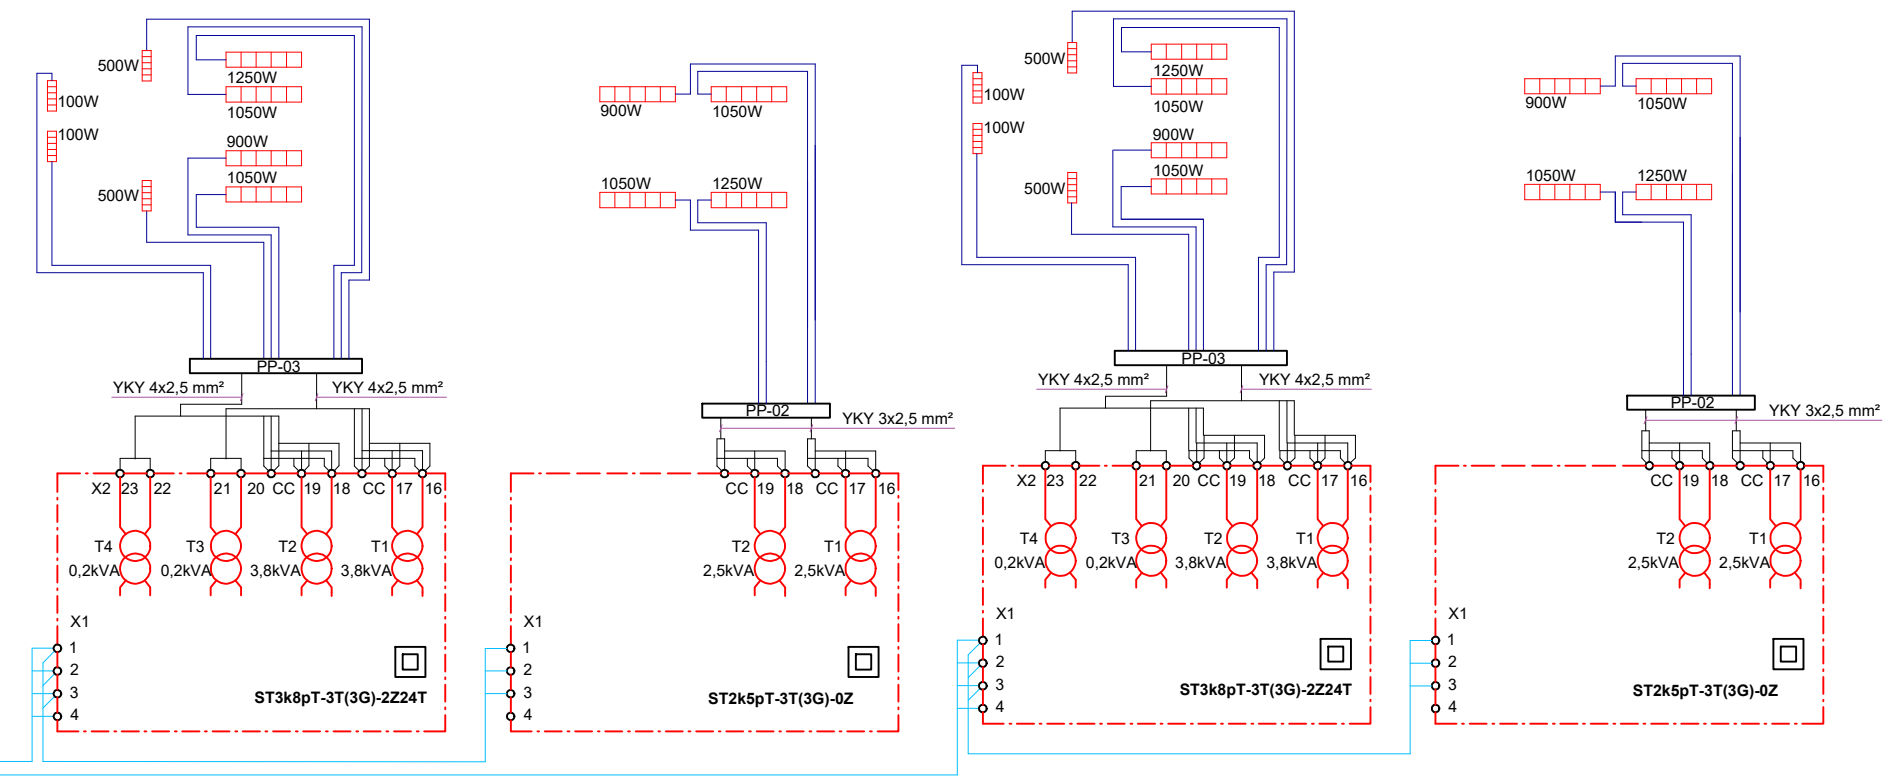 500W
1250W
100W
1050W
100W
900W
1050W
500W
PP-03
YKY 4x2,5 mm²
YKY 4x2,5 mm²
X2 23 22 21 20 CC 19 18 CC 17 16
T4 T3 T2 T1
0,2kVA 0,2kVA 3,8kVA 3,8kVA
X1
1
2
3
4
ST3k8pT-3T(3G)-2Z24T
900W
1050W
1050W
1250W
PP-02
YKY 3x2,5 mm²
CC 19 18 CC 17 16
T2 T1
2,5kVA 2,5kVA
X1
1
2
3
4
ST2k5pT-3T(3G)-0Z
500W
1250W
100W
1050W
100W
900W
1050W
500W
PP-03
YKY 4x2,5 mm²
YKY 4x2,5 mm²
X2 23 22 21 20 CC 19 18 CC 17 16
T4 T3 T2 T1
0,2kVA 0,2kVA 3,8kVA 3,8kVA
X1
1
2
3
4
ST3k8pT-3T(3G)-2Z24T
900W
1050W
1050W
1250W
PP-02
YKY 3x2,5 mm²
CC 19 18 CC 17 16
T2 T1
2,5kVA 2,5kVA
X1
1
2
3
4
ST2k5pT-3T(3G)-0Z